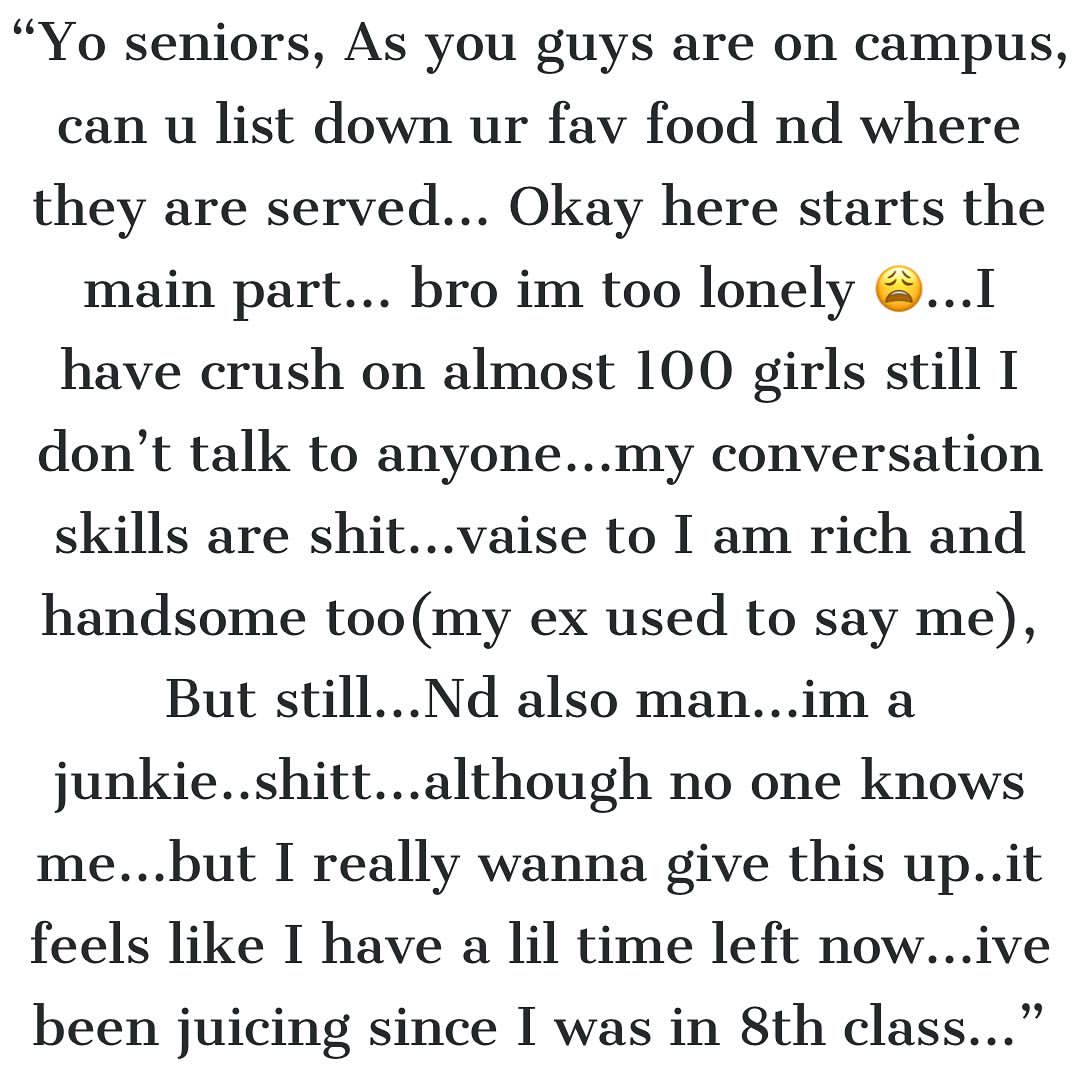 “Yo seniors, As you guys are on campus,
can u list down ur fav food nd where
they are served... Okay here starts the
main part... bro im too lonely 😩...I
have crush on almost 100 girls still I
don’t talk to anyone...my conversation
skills are shit...vaise to I am rich and
handsome too(my ex used to say me),
But still...Nd also man...im a
junkie..shitt...although no one knows
me...but I really wanna give this up..it
feels like I have a lil time left now...ive
been juicing since I was in 8th class...”